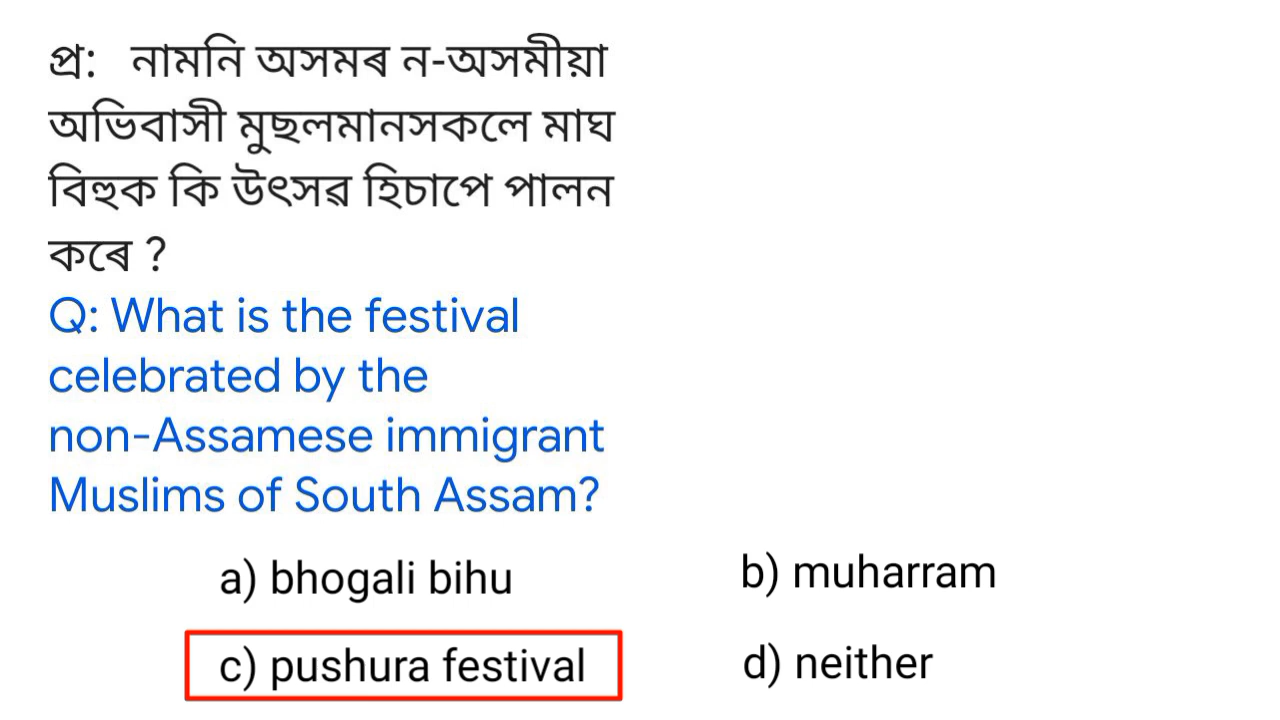 প্ৰ: নামনি অসমৰ ন-অসমীয়া
অভিবাসী মুছলমানসকলে মাঘ
বিহুক কি উৎসৱ হিচাপে পালন
কৰে ?
Q: What is the festival
celebrated by the
non-Assamese immigrant
Muslims of South Assam?
a) bhogali bihu
b) muharram
c) pushura festival
d) neither